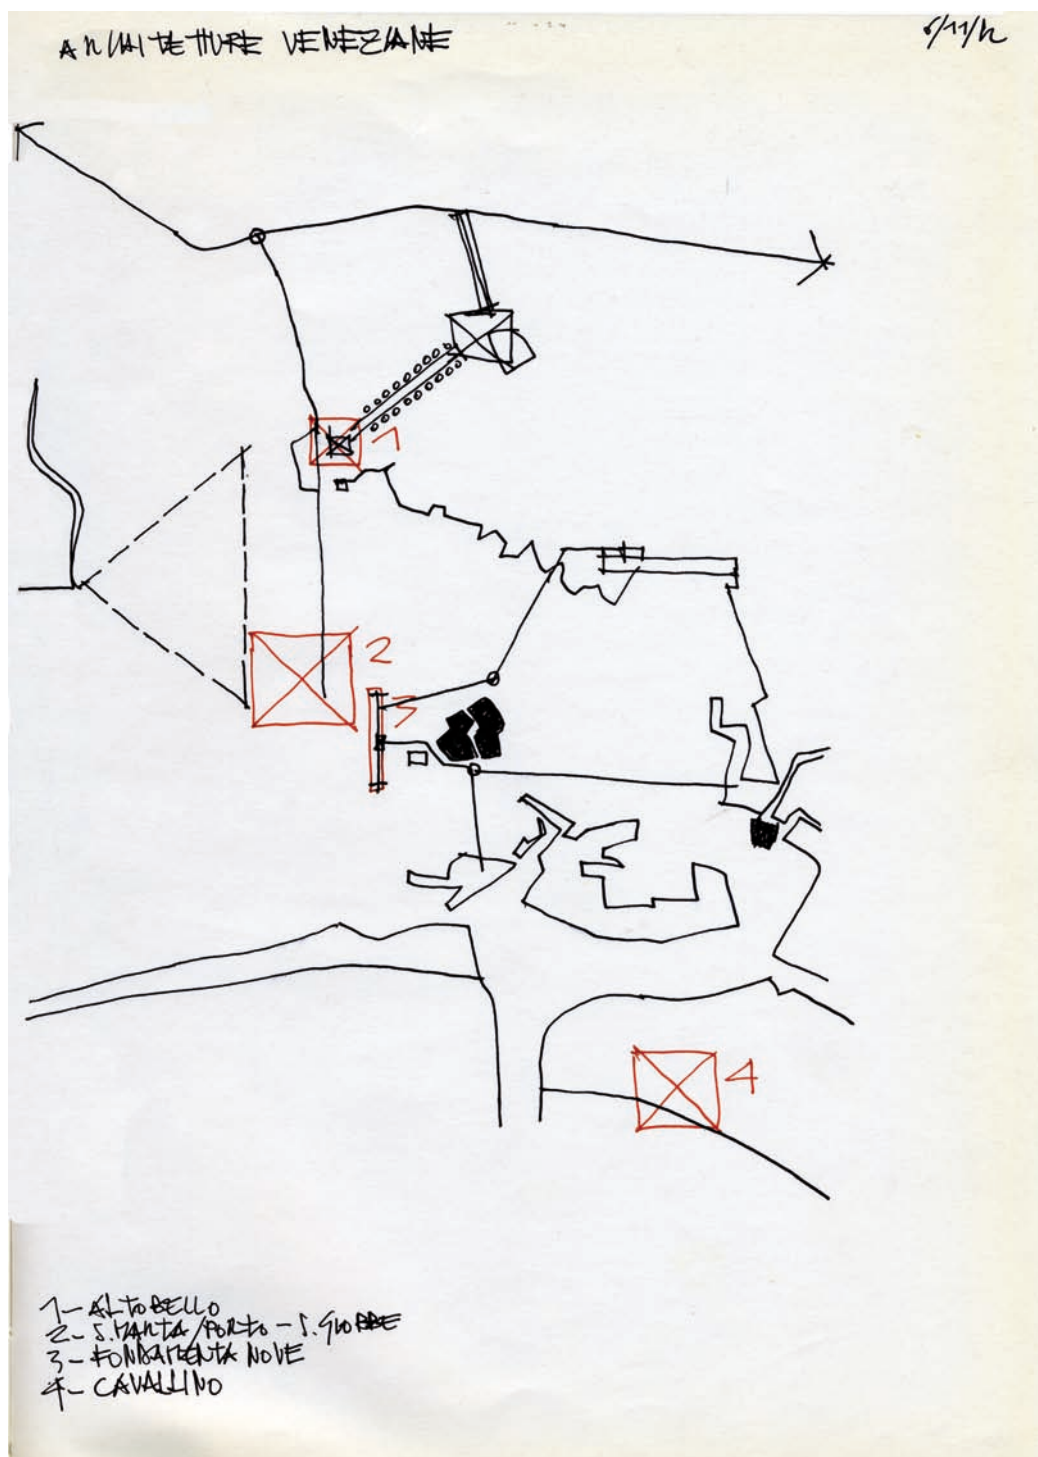 ARCHITETTURE VENEZIANE
6/11/12
1
2
3
4
1- ALTOBELLO
2- S.MARTA/PORTO - S.GIOBBE
3- FONDAMENTA NOVE
4- CAVALLINO